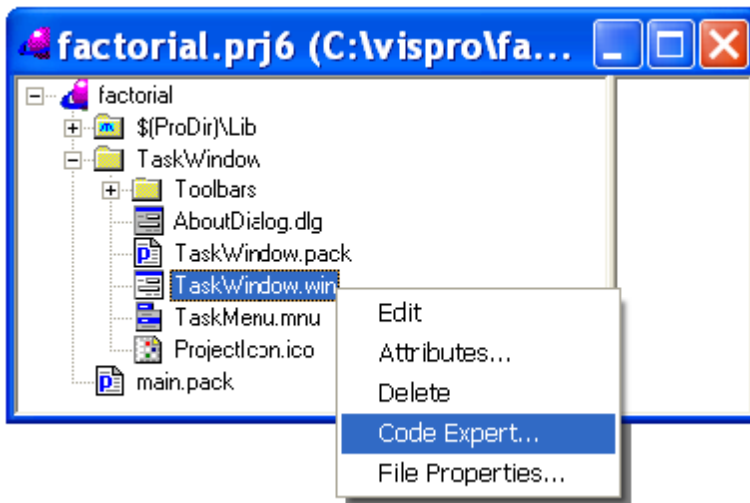 factorial.prj6 (C:\vispro\fa...
factorial
$(ProDir)\Lib
TaskWindow
Toolbars
AboutDialog.dlg
TaskWindow.pack
TaskWindow.win
TaskMenu.mnu
ProjectIcon.ico
main.pack
Edit
Attributes...
Delete
Code Expert...
File Properties...